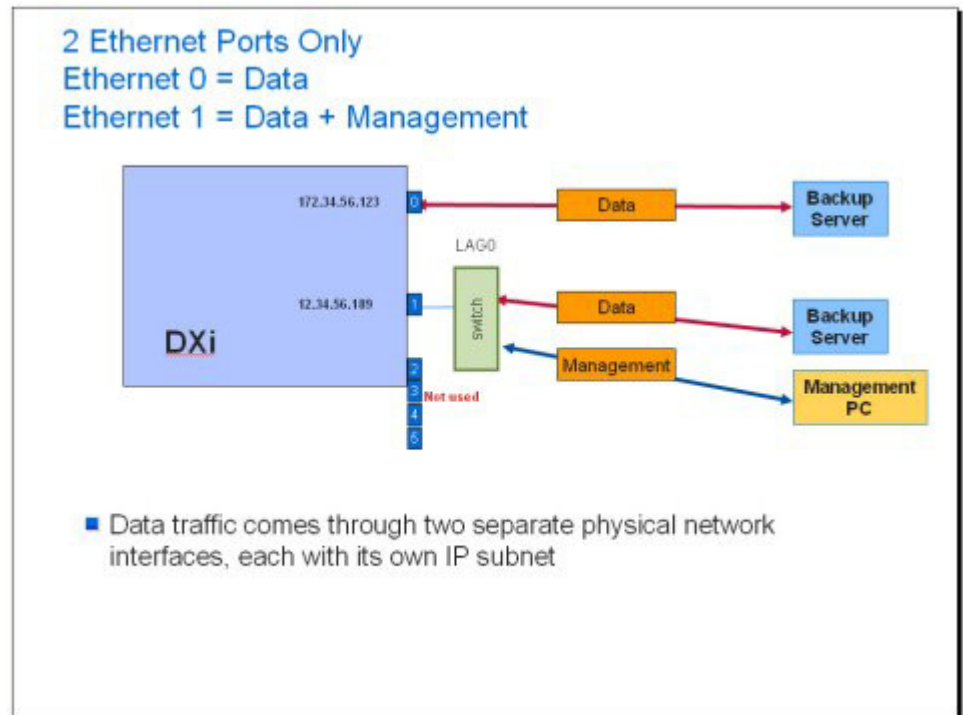 2 Ethernet Ports Only
Ethernet 0 = Data
Ethernet 1 = Data + Management
172.34.56.123
0
Data
Backup
Server
LAG0
12.34.56.189
1
switch
Data
Backup
Server
DXi
Management
Management
PC
2
3
Not used
4
5
Data traffic comes through two separate physical network
interfaces, each with its own IP subnet